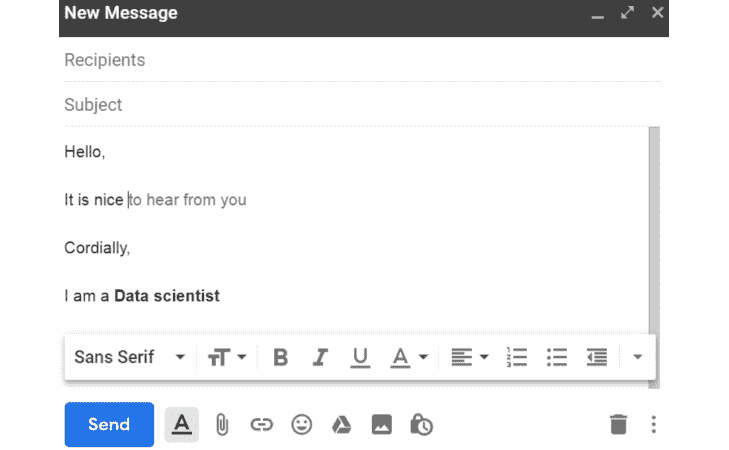 New Message
Recipients
Subject
Hello,
It is nice to hear from you
Cordially,
I am a Data scientist
Sans Serif
Send